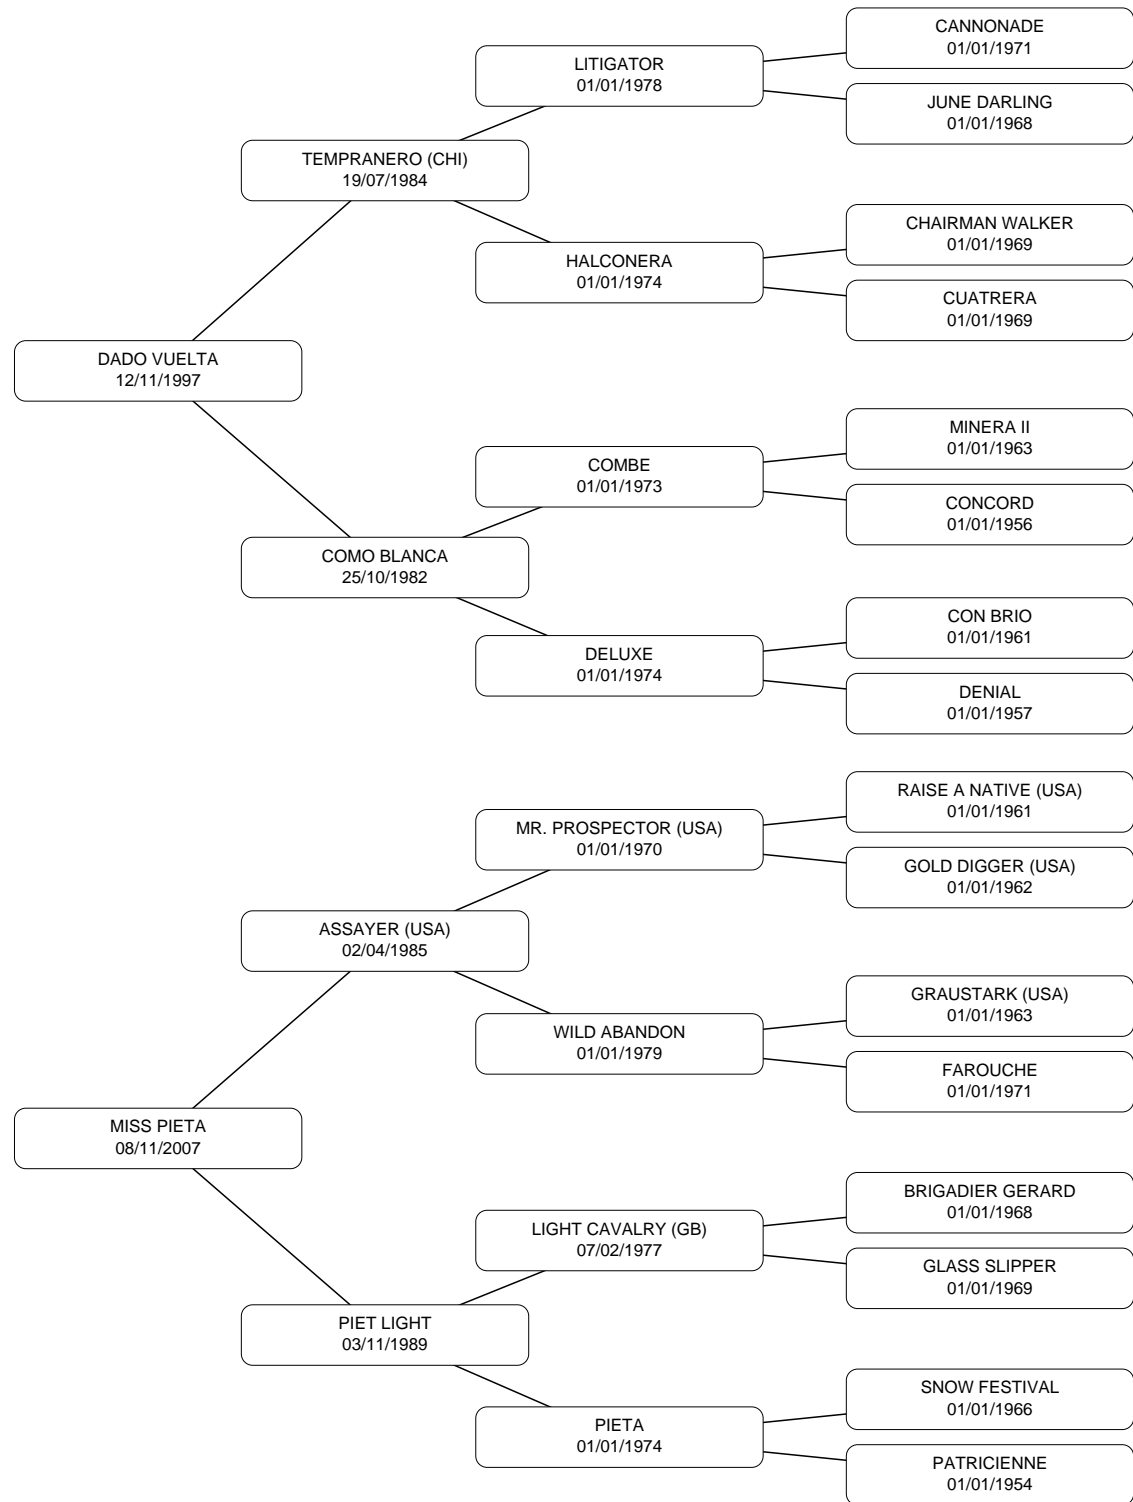 CANNONADE
01/01/1971
LITIGATOR
01/01/1978
JUNE DARLING
01/01/1968
TEMPRANERO (CHI)
19/07/1984
CHAIRMAN WALKER
01/01/1969
HALCONERA
01/01/1974
CUATRERA
01/01/1969
DADO VUELTA
12/11/1997
MINERA II
01/01/1963
COMBE
01/01/1973
CONCORD
01/01/1956
COMO BLANCA
25/10/1982
CON BRIO
01/01/1961
DELUXE
01/01/1974
DENIAL
01/01/1957
RAISE A NATIVE (USA)
01/01/1961
MR. PROSPECTOR (USA)
01/01/1970
GOLD DIGGER (USA)
01/01/1962
ASSAYER (USA)
02/04/1985
GRAUSTARK (USA)
01/01/1963
WILD ABANDON
01/01/1979
FAROUCHE
01/01/1971
MISS PIETA
08/11/2007
BRIGADIER GERARD
01/01/1968
LIGHT CAVALRY (GB)
07/02/1977
GLASS SLIPPER
01/01/1969
PIET LIGHT
03/11/1989
SNOW FESTIVAL
01/01/1966
PIETA
01/01/1974
PATRICIENNE
01/01/1954